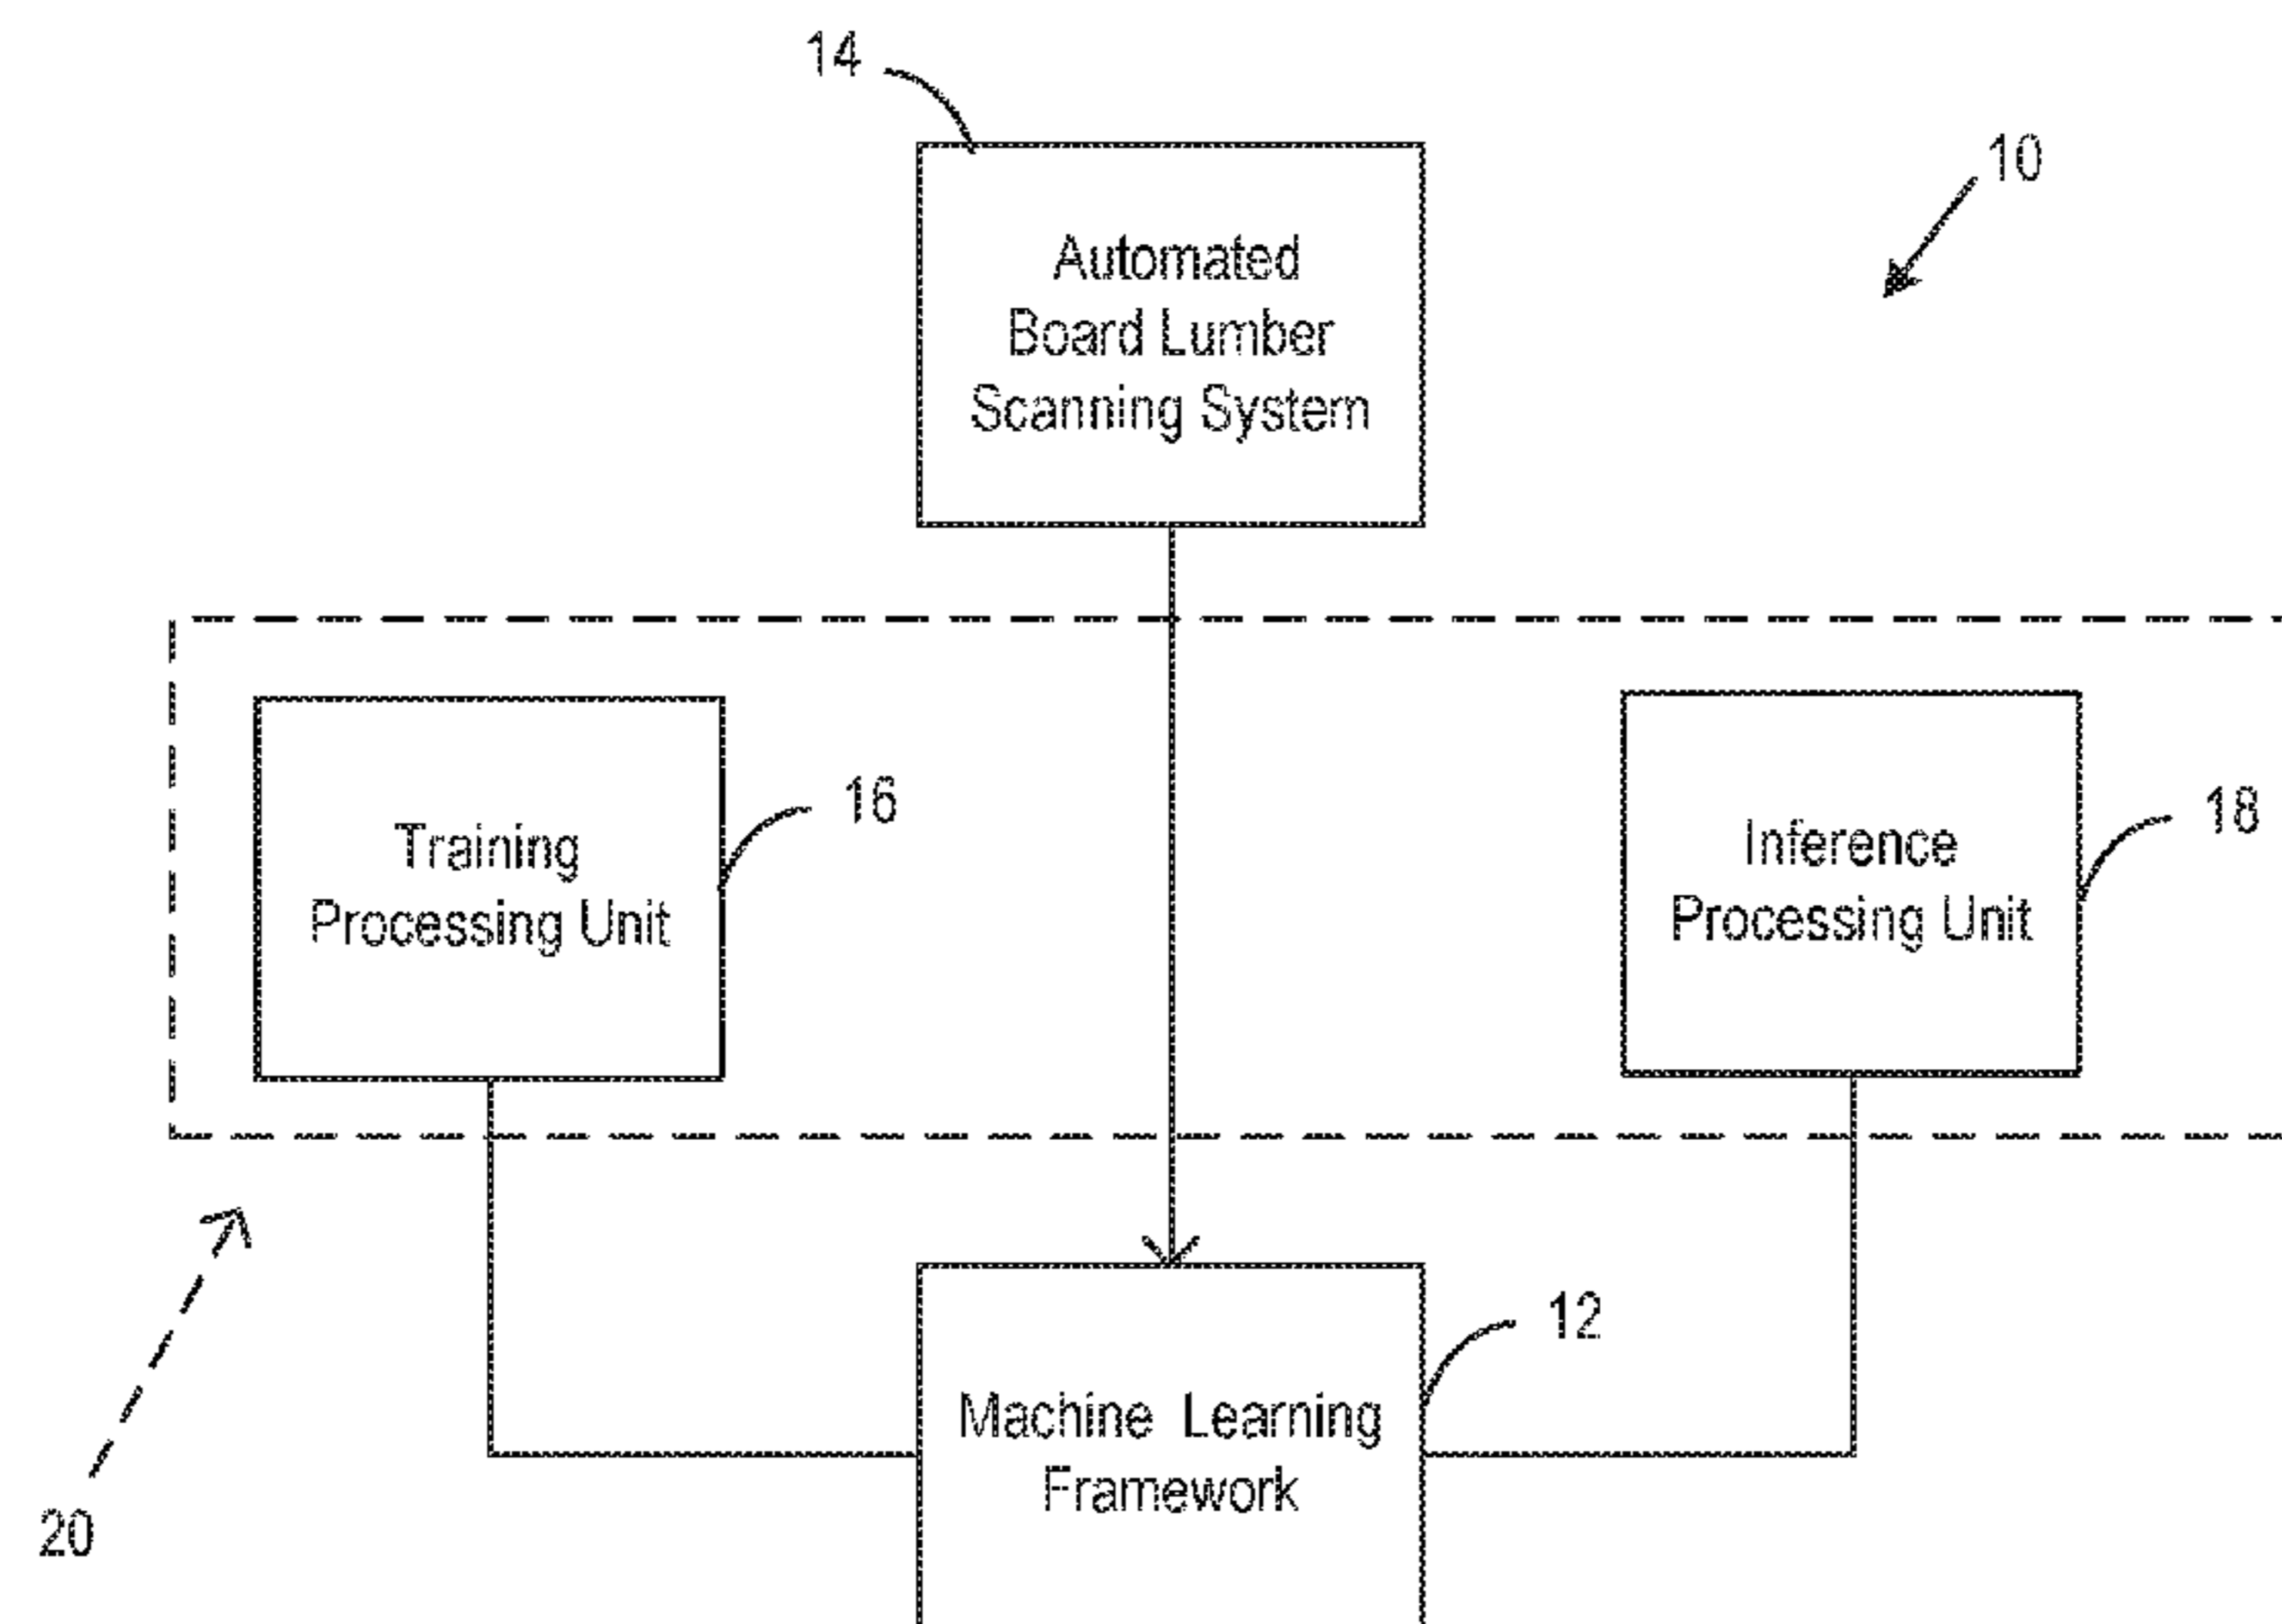 14
10
Automated
Board Lumber
Scanning System
16
Training
Processing Unit
18
Inference
Processing Unit
12
Machine Learning
Framework
20